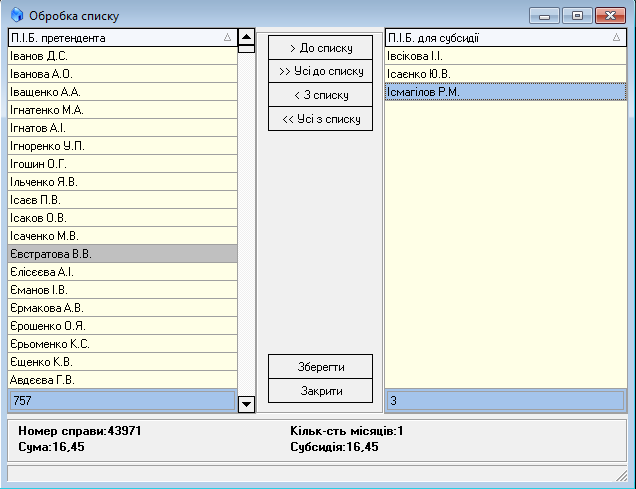 Обробка списку
П.І.Б. претендента
Іванов Д.С.
Іванова А.О.
Іващенко А.А.
Ігнатенко М.А.
Ігнатов А.І.
Ігноренко У.П.
Ігошин О.Г.
Ільченко Я.В.
Ісаєв П.В.
Ісаков О.В.
Ісаченко М.В.
Євстратова В.В.
Єлісєєва А.І.
Єманов І.В.
Єрмакова А.В.
Єрошенко О.Я.
Єрьоменко К.С.
Єщенко К.В.
Авдєєва Г.В.
757
> До списку
>> Усі до списку
< З списку
<< Усі з списку
Зберегти
Закрити
П.І.Б. для субсидії
Івсікова І.І.
Ісаєнко Ю.В.
Ісмагілов Р.М.
3
Номер справи:43971
Кільк-сть місяців:1
Сума:16,45
Субсидія:16,45